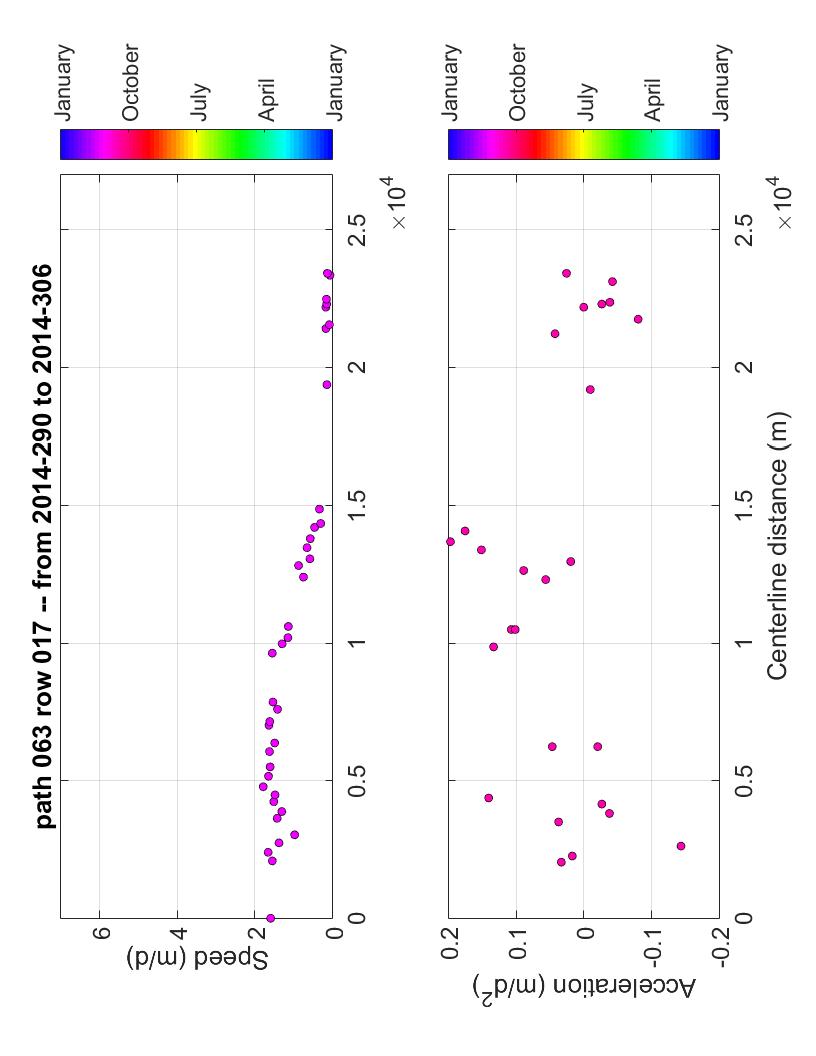 path 063 row 017 -- from 2014-290 to 2014-306
Speed (m/d)
6
4
2
0
0
0.5
1
1.5
2
2.5
×10^4
January
October
July
April
January
Acceleration (m/d^2)
0.2
0.1
0
-0.1
-0.2
0
0.5
1
1.5
2
2.5
×10^4
Centerline distance (m)
January
October
July
April
January